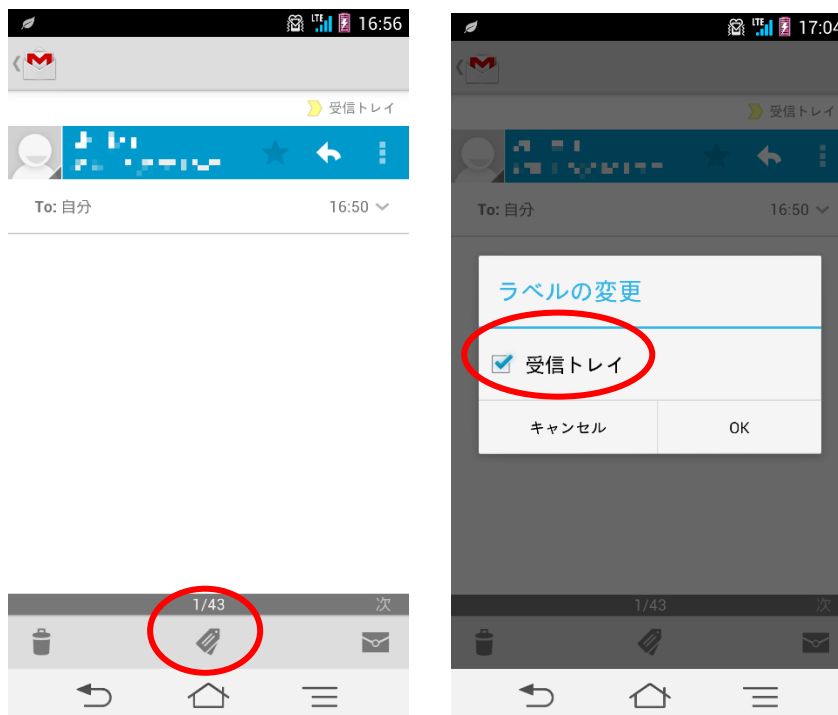 LTE 16:56
受信トレイ
To: 自分 16:50
1/43 次
LTE 17:04
受信トレイ
To: 自分 16:50
ラベルの変更
受信トレイ
キャンセル OK
1/43 次